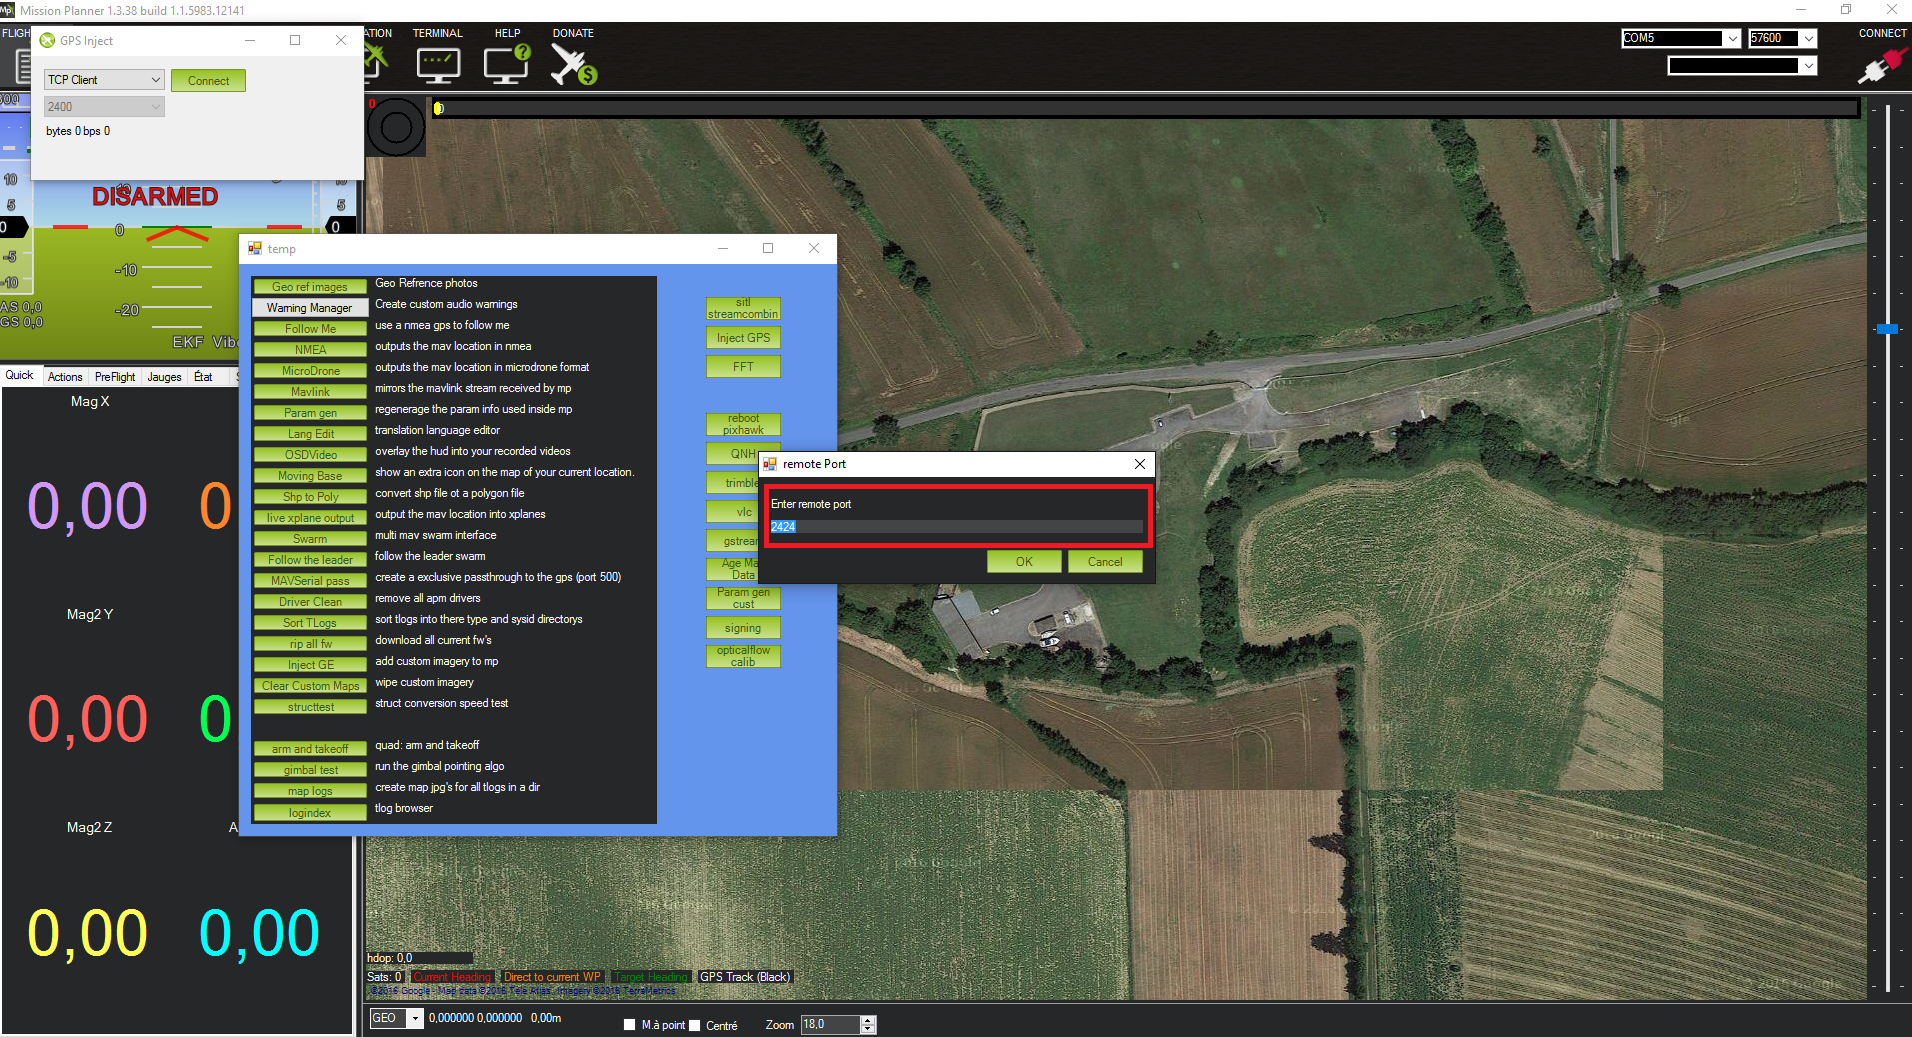 Mission Planner 1.3.38 build 1.1.5983.12141
FLIGH
ATION
TERMINAL
HELP
DONATE
COM5
57600
CONNECT
GPS Inject
TCP Client
Connect
2400
bytes 0 bps 0
0
DISARMED
10
5
0
-5
-10
AS 0,0
GS 0,0
0
-10
-20
10
5
0
EKF Vibe
Quick
Actions
PreFlight
Jauges
État
Mag X
0,00
0
Mag2 Y
0,00
0
Mag2 Z
A
0,00
0,00
temp
Geo ref images Geo Refrence photos
Warning Manager Create custom audio warnings
Follow Me use a nmea gps to follow me
NMEA outputs the mav location in nmea
MicroDrone outputs the mav location in microdrone format
Mavlink mirrors the mavlink stream received by mp
Param gen regenerage the param info used inside mp
Lang Edit translation language editor
OSDVideo overlay the hud into your recorded videos
Moving Base show an extra icon on the map of your current location.
Shp to Poly convert shp file ot a polygon file
live xplane output output the mav location into xplanes
Swarm multi mav swarm interface
Follow the leader follow the leader swarm
MAVSerial pass create a exclusive passthrough to the gps (port 500)
Driver Clean remove all apm drivers
Sort TLogs sort tlogs into there type and sysid directorys
rip all fw download all current fw's
Inject GE add custom imagery to mp
Clear Custom Maps wipe custom imagery
structtest struct conversion speed test
arm and takeoff quad: arm and takeoff
gimbal test run the gimbal pointing algo
map logs create map jpg's for all tlogs in a dir
logindex tlog browser
sitl
streamcombin
Inject GPS
FFT
reboot
pixhawk
QNH
trimble
vlc
gstrear
Age Ma
Data
Param gen
cust
signing
opticalflow
calib
remote Port
Enter remote port
2424
OK
Cancel
hdop: 0,0
Sats: 0
Current Heading
Direct to current WP
Target Heading
GPS Track (Black)
©2016 Google - Map data ©2016 Tele Atlas, Imagery ©2016 TerraMetrics
GEO
0,000000 0,000000 0,00m
M.à point
Centré
Zoom
18,0